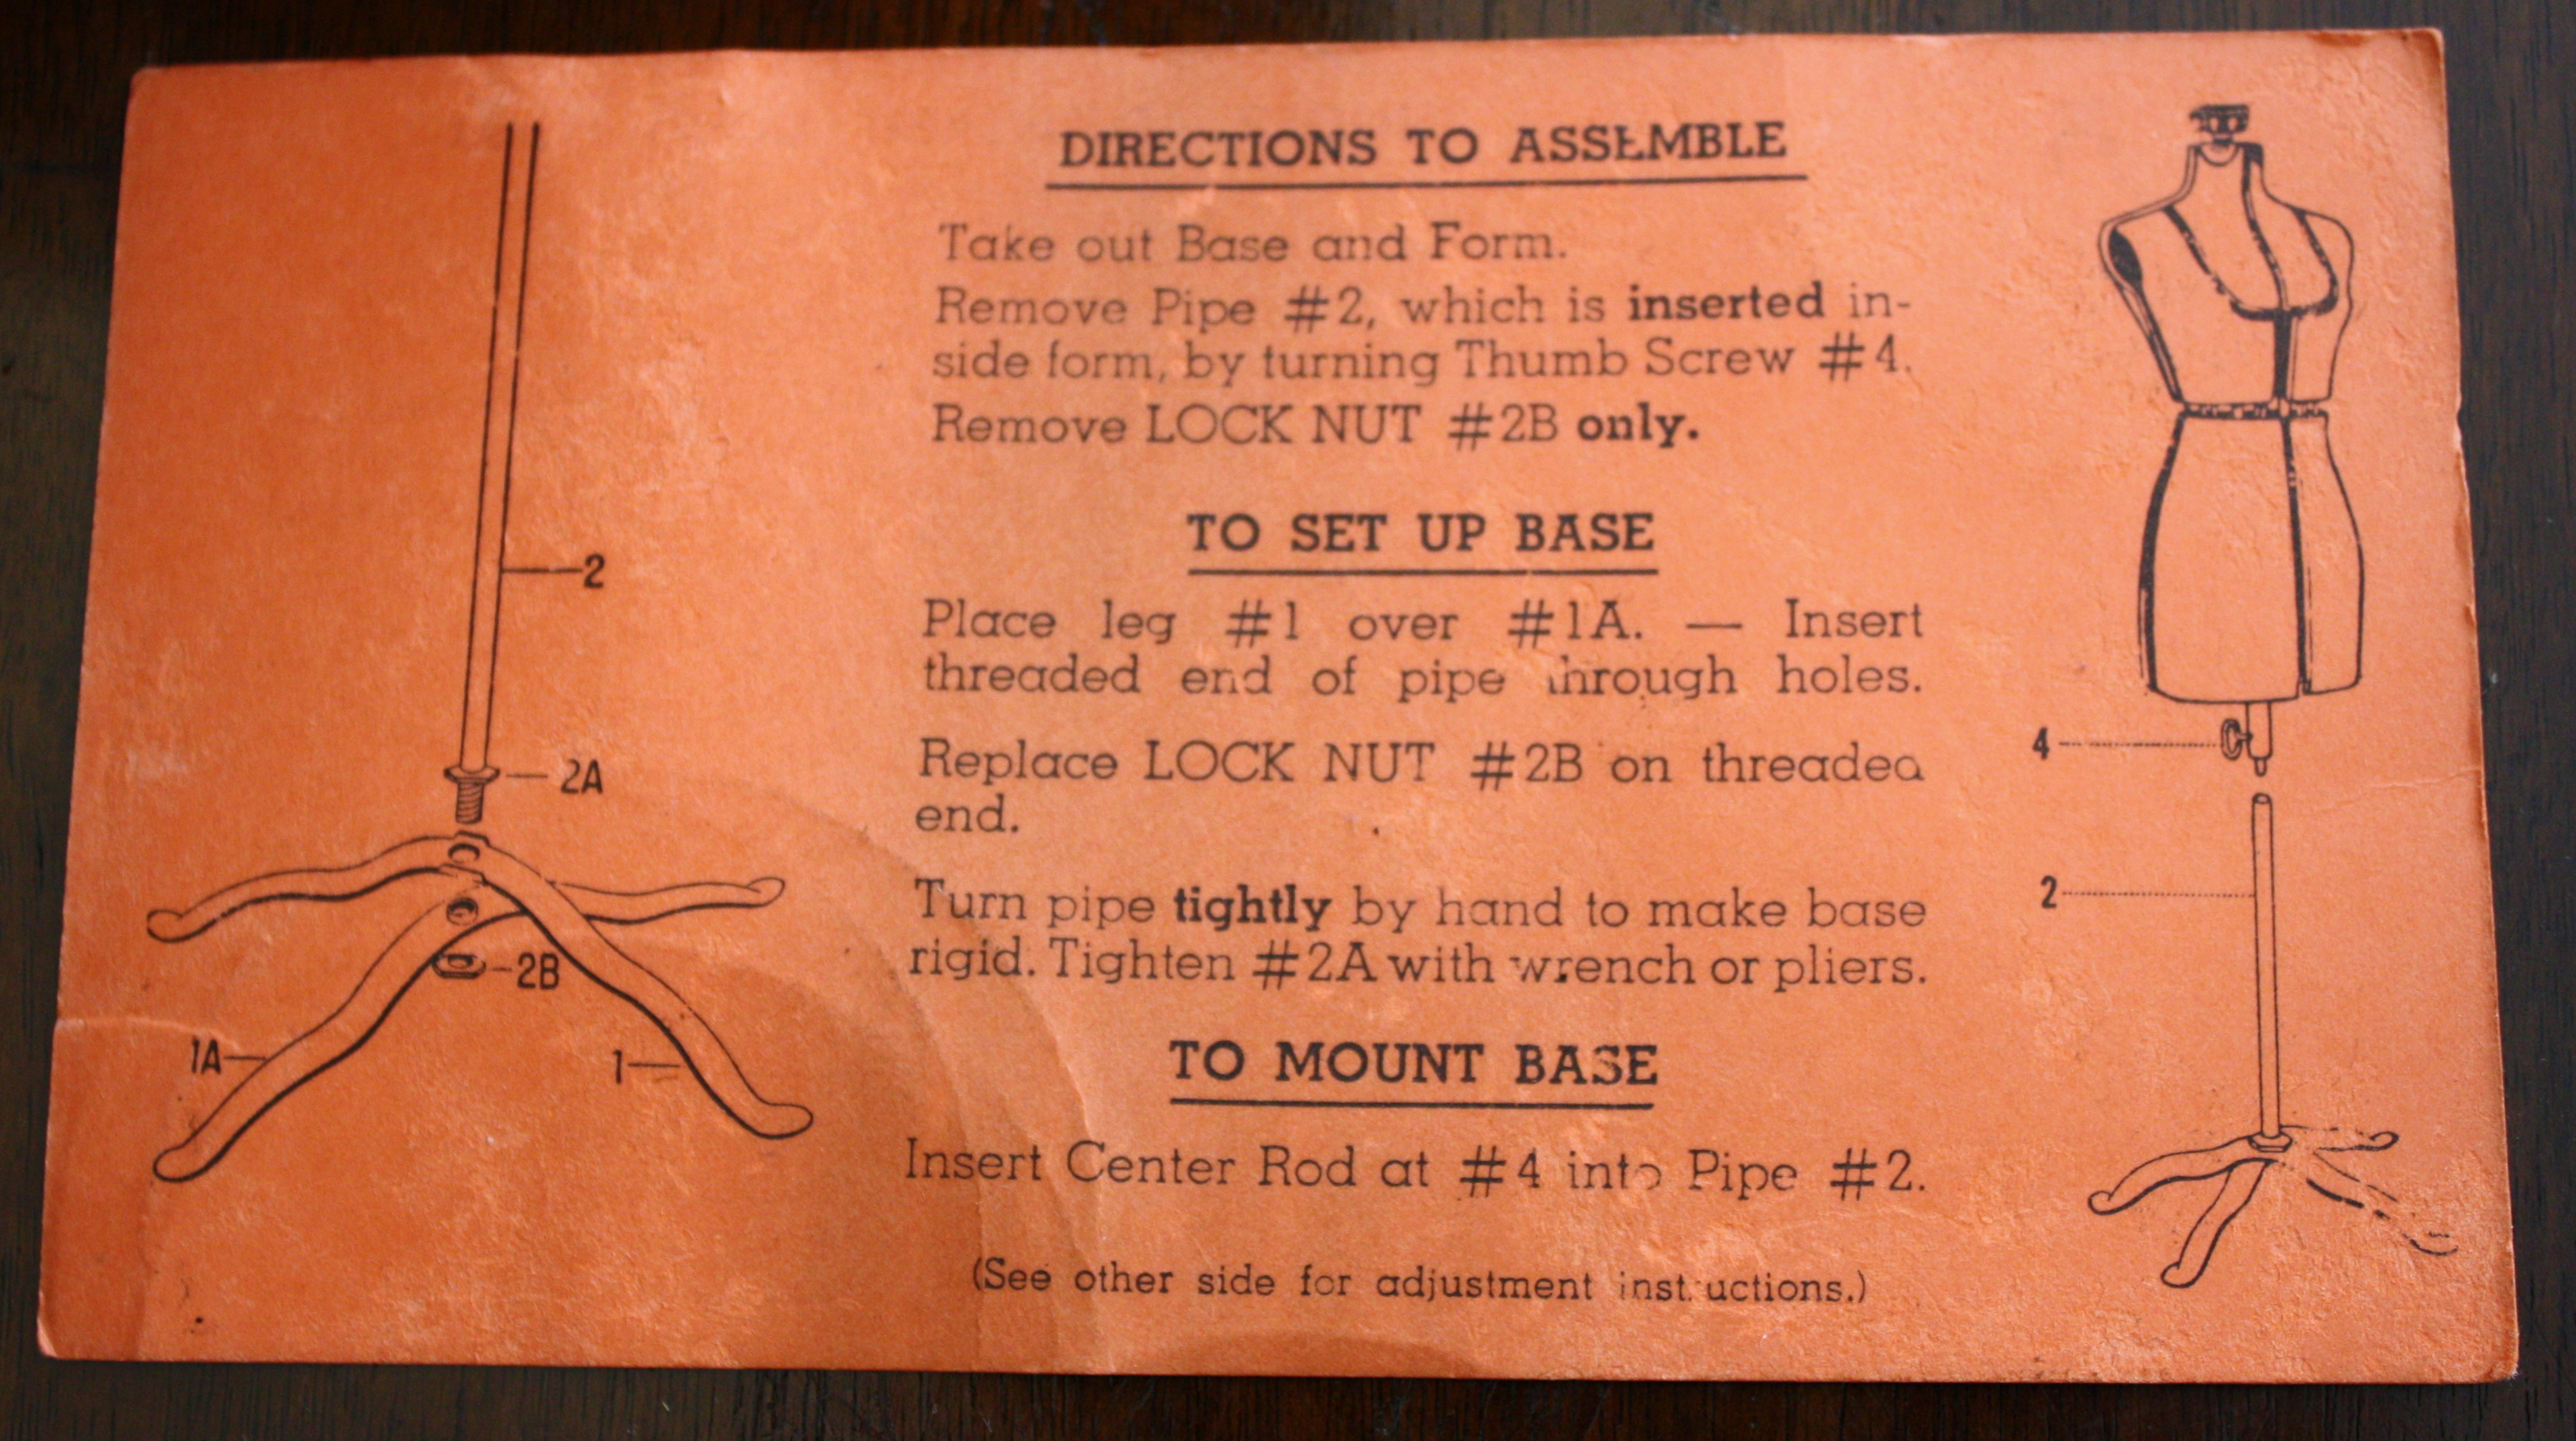 DIRECTIONS TO ASSEMBLE
Take out Base and Form.
Remove Pipe #2, which is inserted in-
side form, by turning Thumb Screw #4.
Remove LOCK NUT #2B only.
TO SET UP BASE
Place leg #1 over #1A. — Insert
threaded end of pipe through holes.
Replace LOCK NUT #2B on threaded
end.
Turn pipe tightly by hand to make base
rigid. Tighten #2A with wrench or pliers.
TO MOUNT BASE
Insert Center Rod at #4 into Pipe #2.
(See other side for adjustment instructions.)
2
2A
2B
1A
1
4
2